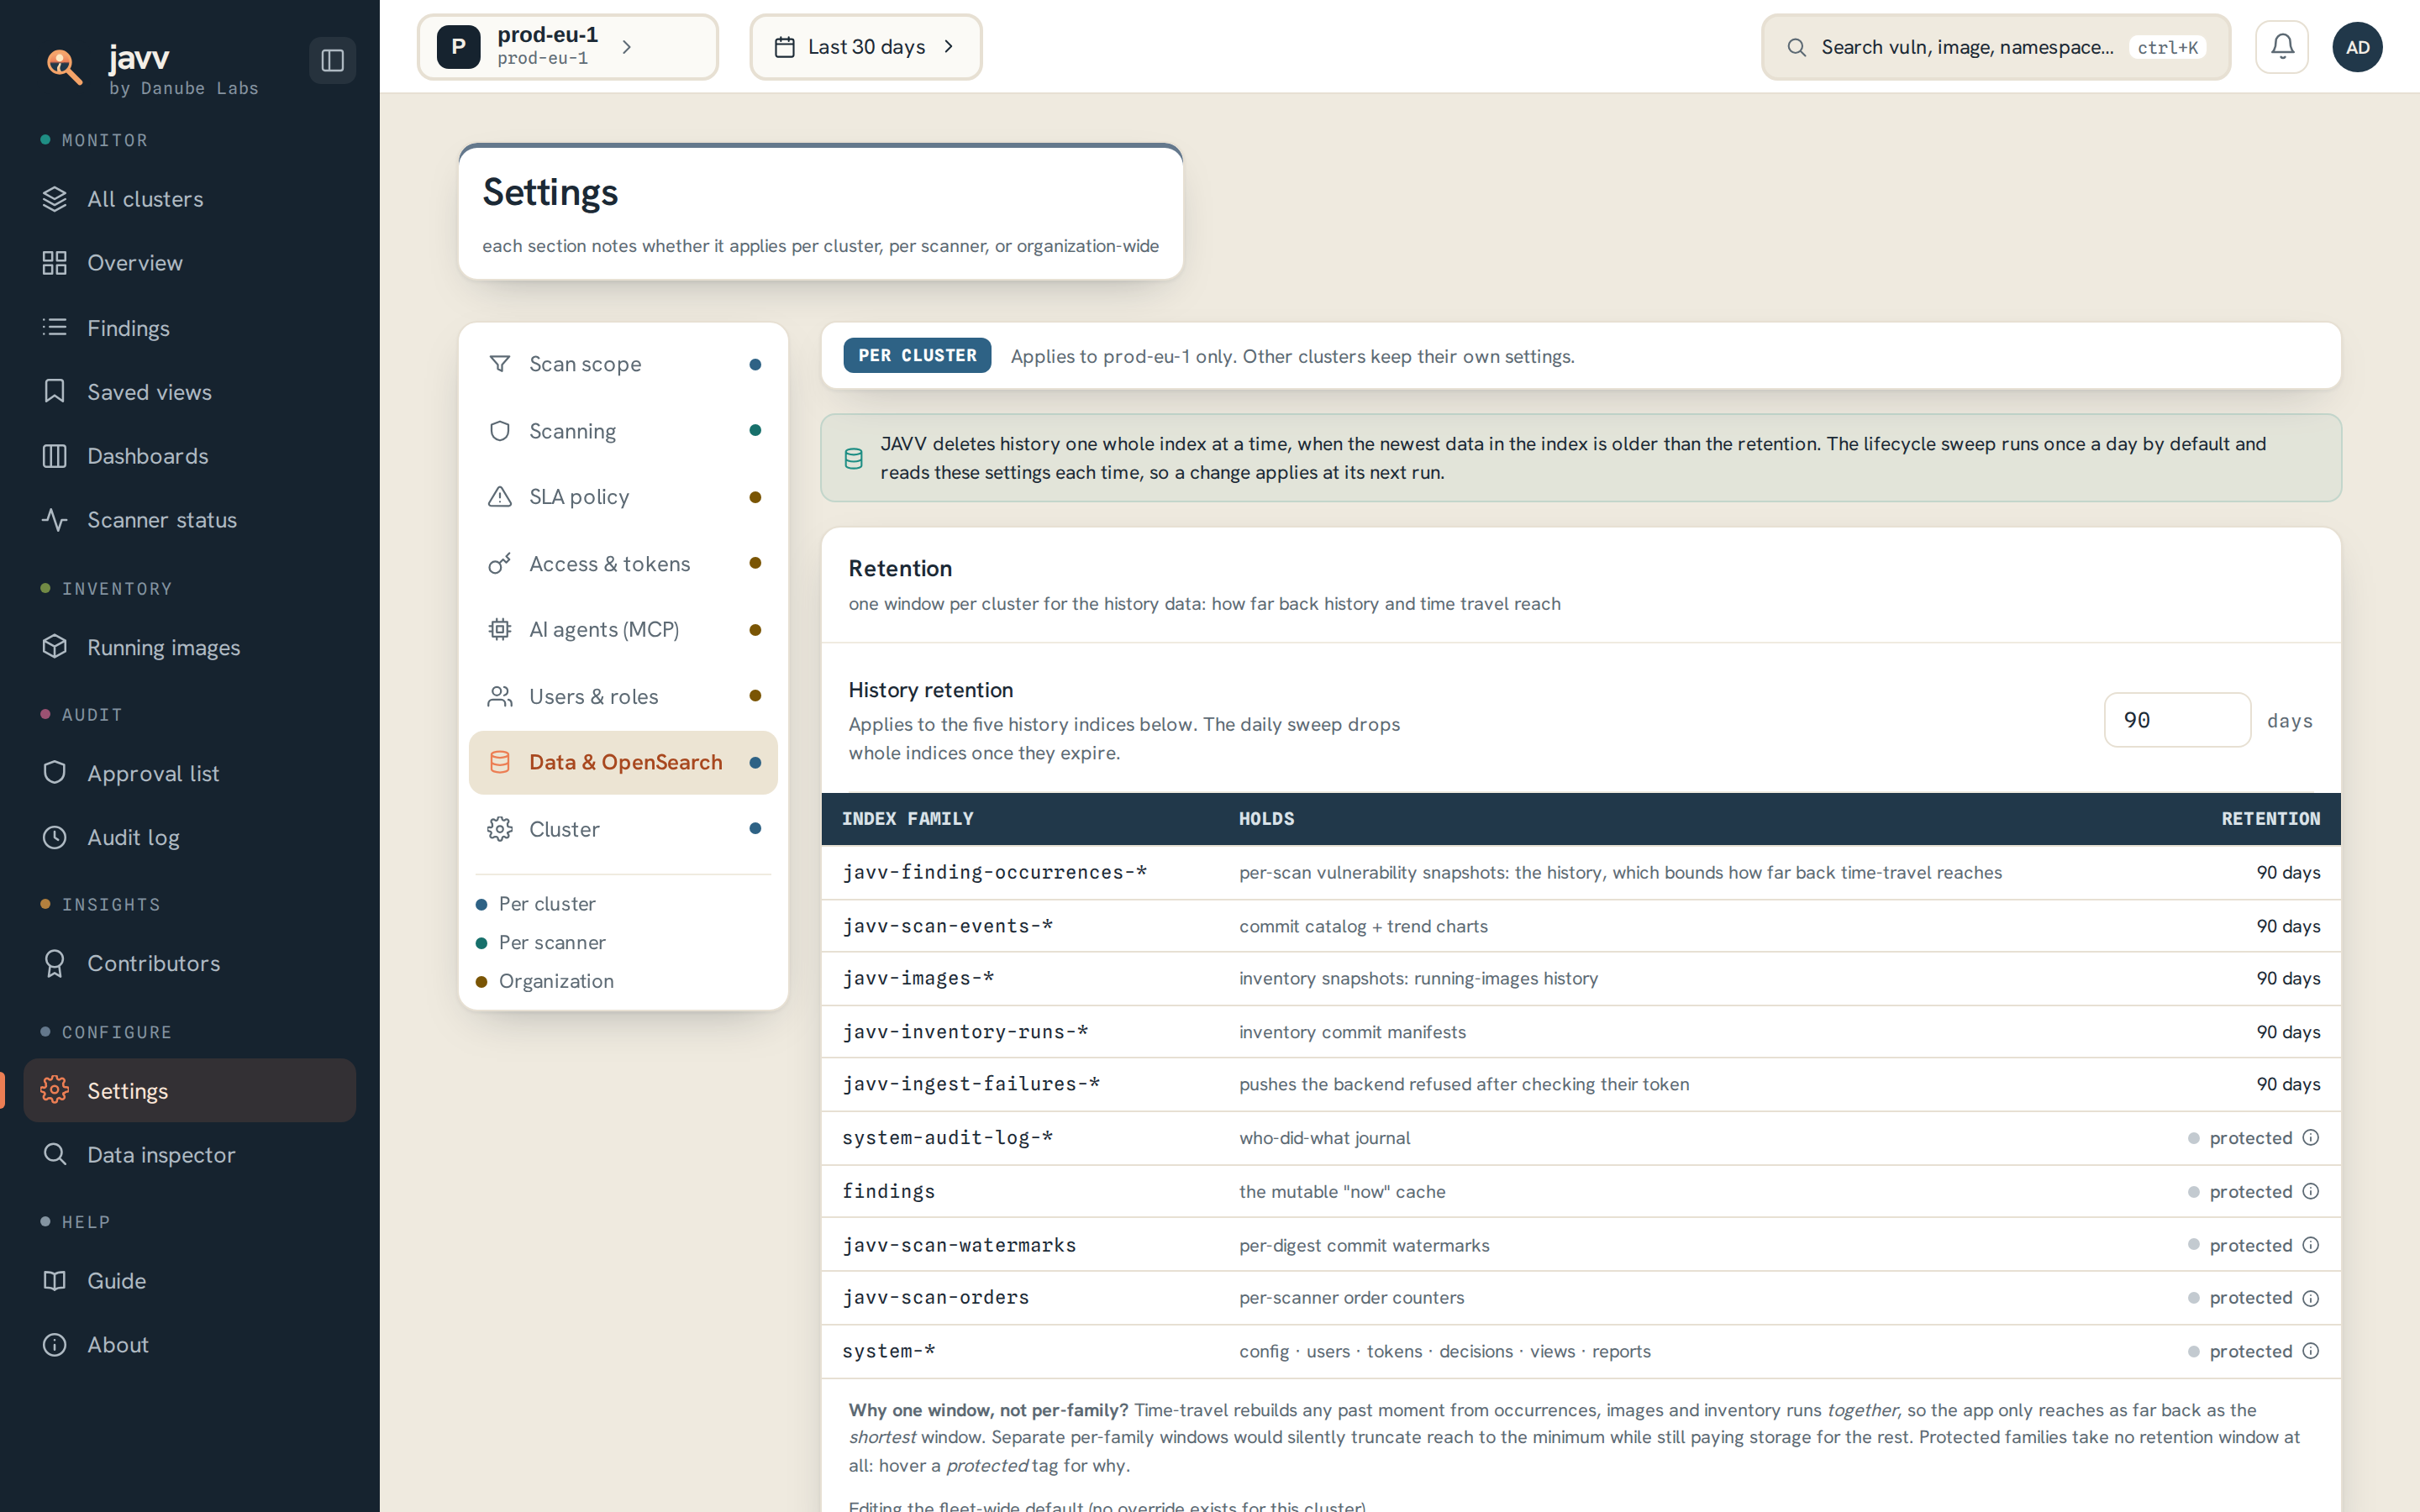 javv
by Danube Labs
MONITOR
All clusters
Overview
Findings
Saved views
Dashboards
Scanner status
INVENTORY
Running images
AUDIT
Approval list
Audit log
INSIGHTS
Contributors
CONFIGURE
Settings
Data inspector
HELP
Guide
About
P
prod-eu-1
prod-eu-1
Last 30 days
Search vuln, image, namespace... ctrl+K
AD
Settings
each section notes whether it applies per cluster, per scanner, or organization-wide
Scan scope
Scanning
SLA policy
Access & tokens
AI agents (MCP)
Users & roles
Data & OpenSearch
Cluster
Per cluster
Per scanner
Organization
PER CLUSTER Applies to prod-eu-1 only. Other clusters keep their own settings.
JAVV deletes history one whole index at a time, when the newest data in the index is older than the retention. The lifecycle sweep runs once a day by default and
reads these settings each time, so a change applies at its next run.
Retention
one window per cluster for the history data: how far back history and time travel reach
History retention
Applies to the five history indices below. The daily sweep drops
whole indices once they expire.
90 days
INDEX FAMILY HOLDS RETENTION
javv-finding-occurrences-* per-scan vulnerability snapshots: the history, which bounds how far back time-travel reaches 90 days
javv-scan-events-* commit catalog + trend charts 90 days
javv-images-* inventory snapshots: running-images history 90 days
javv-inventory-runs-* inventory commit manifests 90 days
javv-ingest-failures-* pushes the backend refused after checking their token 90 days
system-audit-log-* who-did-what journal protected
findings the mutable "now" cache protected
javv-scan-watermarks per-digest commit watermarks protected
javv-scan-orders per-scanner order counters protected
system-* config · users · tokens · decisions · views · reports protected
Why one window, not per-family? Time-travel rebuilds any past moment from occurrences, images and inventory runs together, so the app only reaches as far back as the
shortest window. Separate per-family windows would silently truncate reach to the minimum while still paying storage for the rest. Protected families take no retention window at
all: hover a protected tag for why.
Editing the fleet-wide default (no override exists for this cluster)